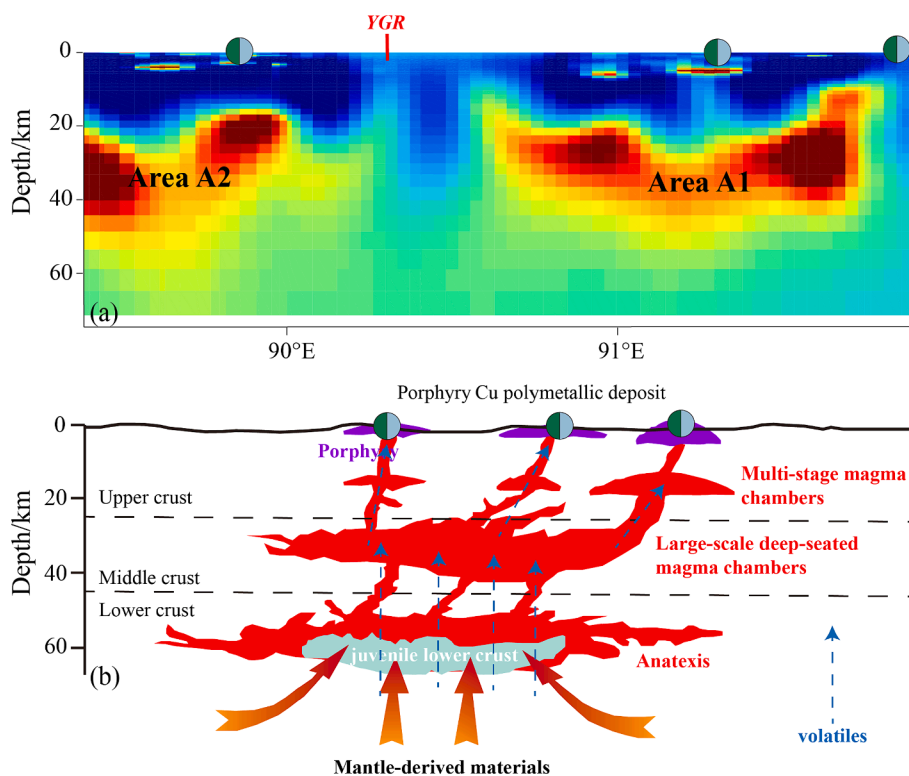 YGR
0
20
40
60
Depth/km
Area A2
Area A1
(a)
90°E
91°E
Porphyry Cu polymetallic deposit
0
20
40
60
Depth/km
Porphyry
Upper crust
Middle crust
Lower crust
Multi-stage magma
chambers
Large-scale deep-seated
magma chambers
juvenile lower crust
Anatexis
(b)
volatiles
Mantle-derived materials